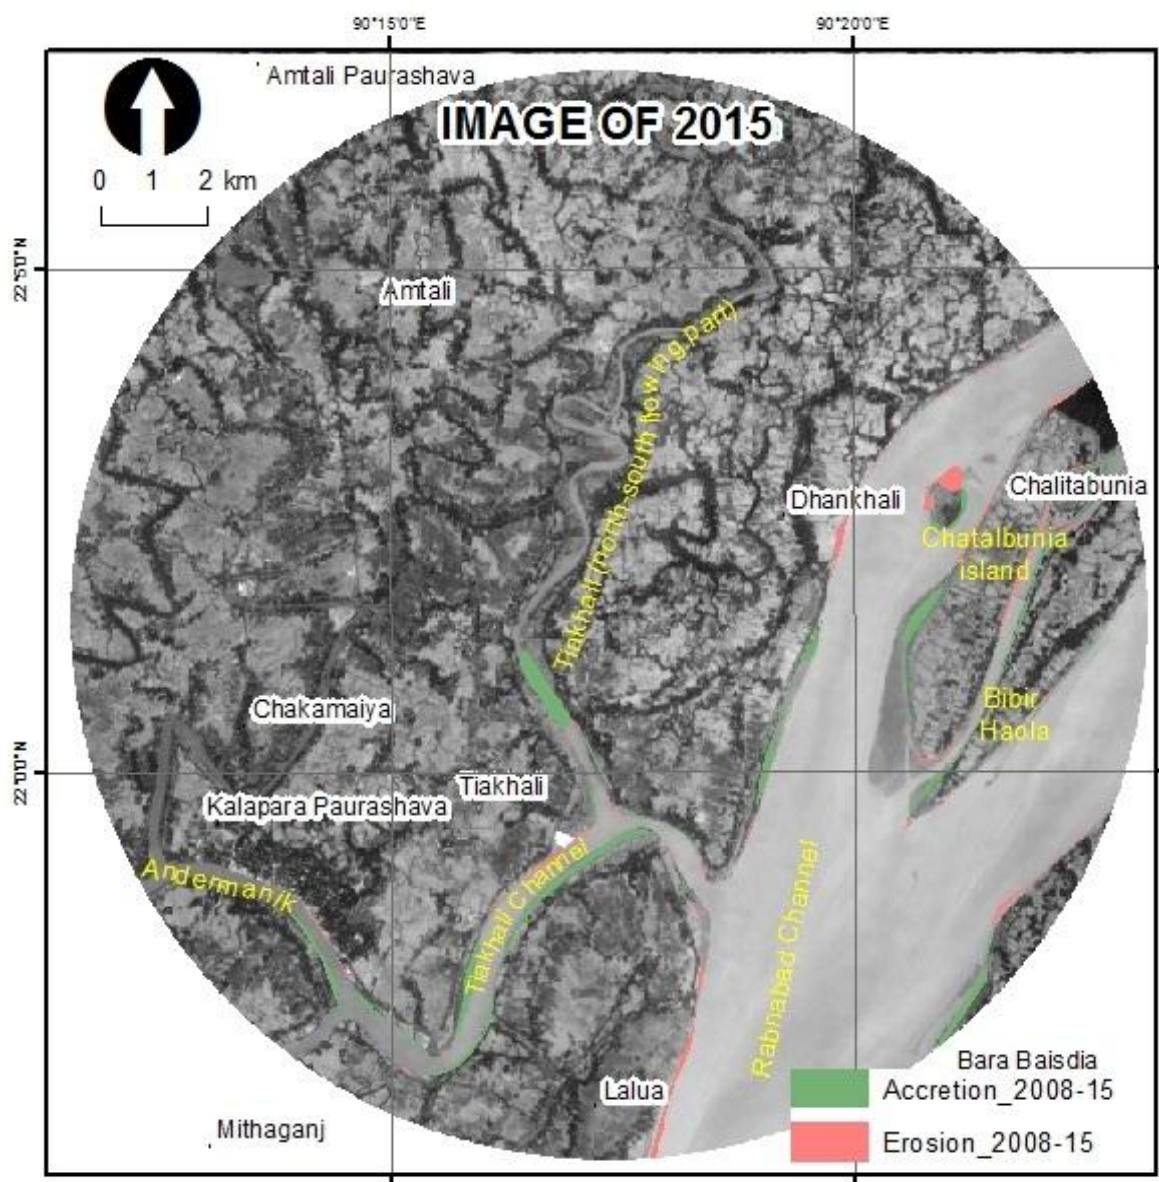 90°15'0"E
90°20'0"E
Amtali Paurashava
IMAGE OF 2015
0 1 2 km
22°5'0"N
Amtali
Tiakhali (north-south flowing part)
Dhankhali
Chalitabunia
Chatalbunia
island
Bibir
Haola
Chakamaiya
22°0'0"N
Tiakhali
Kalapara Paurashava
Andermanik
Tiakhali Channel
Rabnabad Channel
Bara Baisdia
Lalua
Accretion_2008-15
Mithaganj
Erosion_2008-15